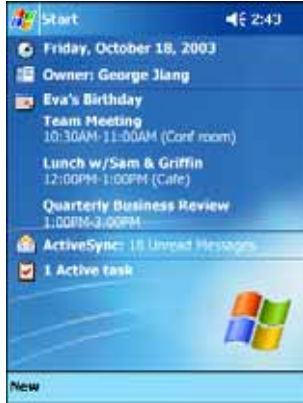 Start 2:43
Friday, October 18, 2003
Owner: George Jiang
Eva's Birthday
Team Meeting
10:30AM-11:00AM (Conf room)
Lunch w/Sam & Griffin
12:00PM-1:00PM (Cafe)
Quarterly Business Review
1:00PM-3:00PM
ActiveSync: 18 Unread Messages
1 Active task
New